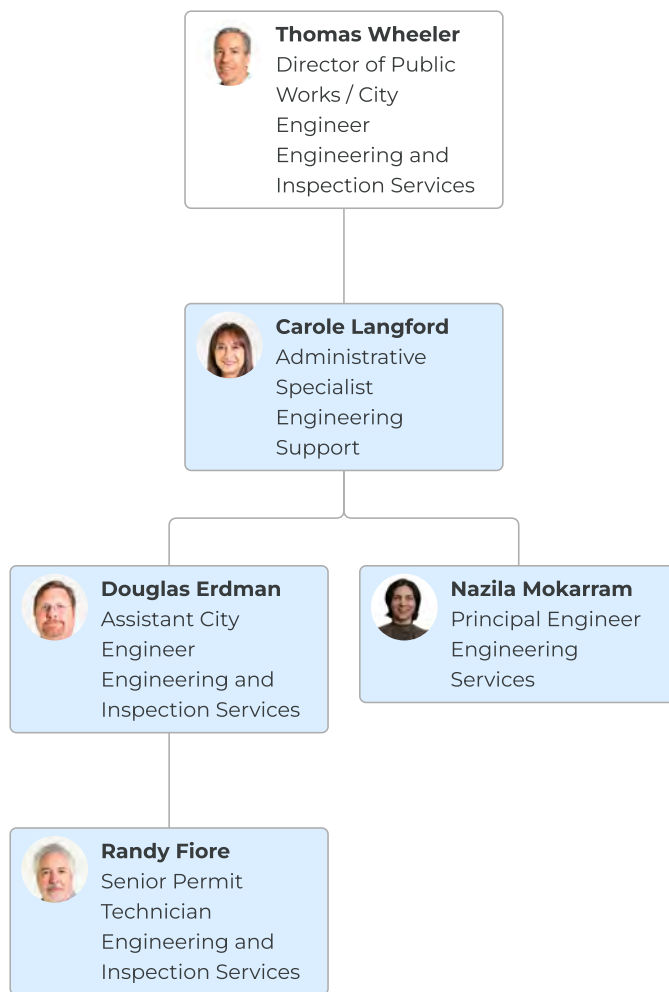 Thomas Wheeler
Director of Public
Works / City
Engineer
Engineering and
Inspection Services
Carole Langford
Administrative
Specialist
Engineering
Support
Douglas Erdman
Assistant City
Engineer
Engineering and
Inspection Services
Nazila Mokarram
Principal Engineer
Engineering
Services
Randy Fiore
Senior Permit
Technician
Engineering and
Inspection Services